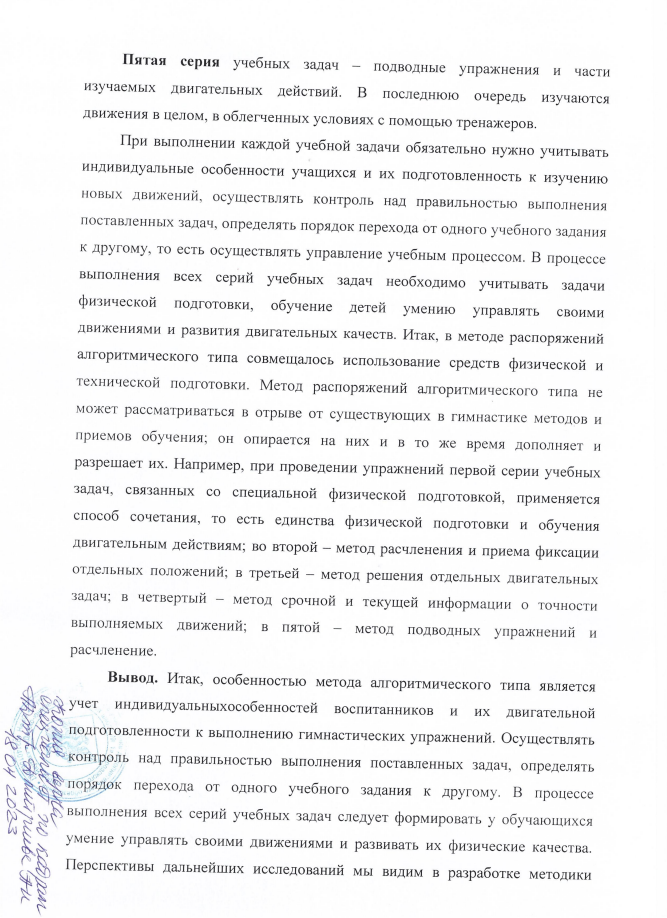 Пятая серия учебных задач – подводные упражнения и части
изучаемых двигательных действий. В последнюю очередь изучаются
движения в целом, в облегченных условиях с помощью тренажеров.
При выполнении каждой учебной задачи обязательно нужно учитывать
индивидуальные особенности учащихся и их подготовленность к изучению
новых движений, осуществлять контроль над правильностью выполнения
поставленных задач, определять порядок перехода от одного учебного задания
к другому, то есть осуществлять управление учебным процессом. В процессе
выполнения всех серий учебных задач необходимо учитывать задачи
физической подготовки, обучение детей умению управлять своими
движениями и развития двигательных качеств. Итак, в методе распоряжений
алгоритмического типа совмещалось использование средств физической и
технической подготовки. Метод распоряжений алгоритмического типа не
может рассматриваться в отрыве от существующих в гимнастике методов и
приемов обучения; он опирается на них и в то же время дополняет и
разрешает их. Например, при проведении упражнений первой серии учебных
задач, связанных со специальной физической подготовкой, применяется
способ сочетания, то есть единства физической подготовки и обучения
двигательным действиям; во второй – метод расчленения и приема фиксации
отдельных положений; в третьей – метод решения отдельных двигательных
задач; в четвертый – метод срочной и текущей информации о точности
выполняемых движений; в пятой – метод подводных упражнений и
расчленение.
Вывод. Итак, особенностью метода алгоритмического типа является
учет индивидуальныхособенностей воспитанников и их двигательной
подготовленности к выполнению гимнастических упражнений. Осуществлять
контроль над правильностью выполнения поставленных задач, определять
порядок перехода от одного учебного задания к другому. В процессе
выполнения всех серий учебных задач следует формировать у обучающихся
умение управлять своими движениями и развивать их физические качества.
Перспективы дальнейших исследований мы видим в разработке методики
18 04 2023